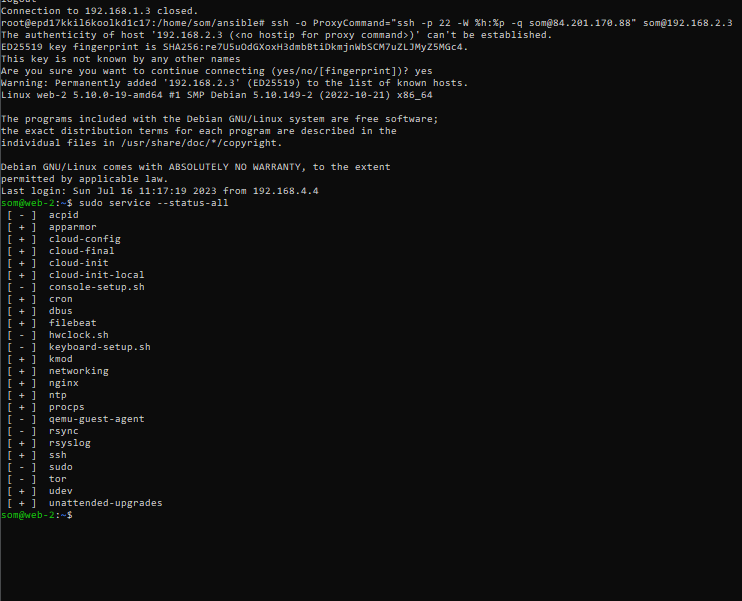 logout
Connection to 192.168.1.3 closed.
root@epd17kkil6koolkd1c17:/home/som/ansible# ssh -o ProxyCommand="ssh -p 22 -W %h:%p -q som@84.201.170.88" som@192.168.2.3
The authenticity of host '192.168.2.3 (<no hostip for proxy command>)' can't be established.
ED25519 key fingerprint is SHA256:re7U5uOdGXoxH3dmbBtiDkmjnWbSCM7uZLJMyZ5MGc4.
This key is not known by any other names
Are you sure you want to continue connecting (yes/no/[fingerprint])? yes
Warning: Permanently added '192.168.2.3' (ED25519) to the list of known hosts.
Linux web-2 5.10.0-19-amd64 #1 SMP Debian 5.10.149-2 (2022-10-21) x86_64
The programs included with the Debian GNU/Linux system are free software;
the exact distribution terms for each program are described in the
individual files in /usr/share/doc/*/copyright.
Debian GNU/Linux comes with ABSOLUTELY NO WARRANTY, to the extent
permitted by applicable law.
Last login: Sun Jul 16 11:17:19 2023 from 192.168.4.4
som@web-2:~$ sudo service --status-all
[ - ]  acpid
[ + ]  apparmor
[ + ]  cloud-config
[ + ]  cloud-final
[ + ]  cloud-init
[ + ]  cloud-init-local
[ - ]  console-setup.sh
[ + ]  cron
[ + ]  dbus
[ + ]  filebeat
[ - ]  hwclock.sh
[ - ]  keyboard-setup.sh
[ + ]  kmod
[ + ]  networking
[ + ]  nginx
[ + ]  ntp
[ + ]  procps
[ - ]  qemu-guest-agent
[ - ]  rsync
[ + ]  rsyslog
[ + ]  ssh
[ - ]  sudo
[ - ]  tor
[ + ]  udev
[ + ]  unattended-upgrades
som@web-2:~$